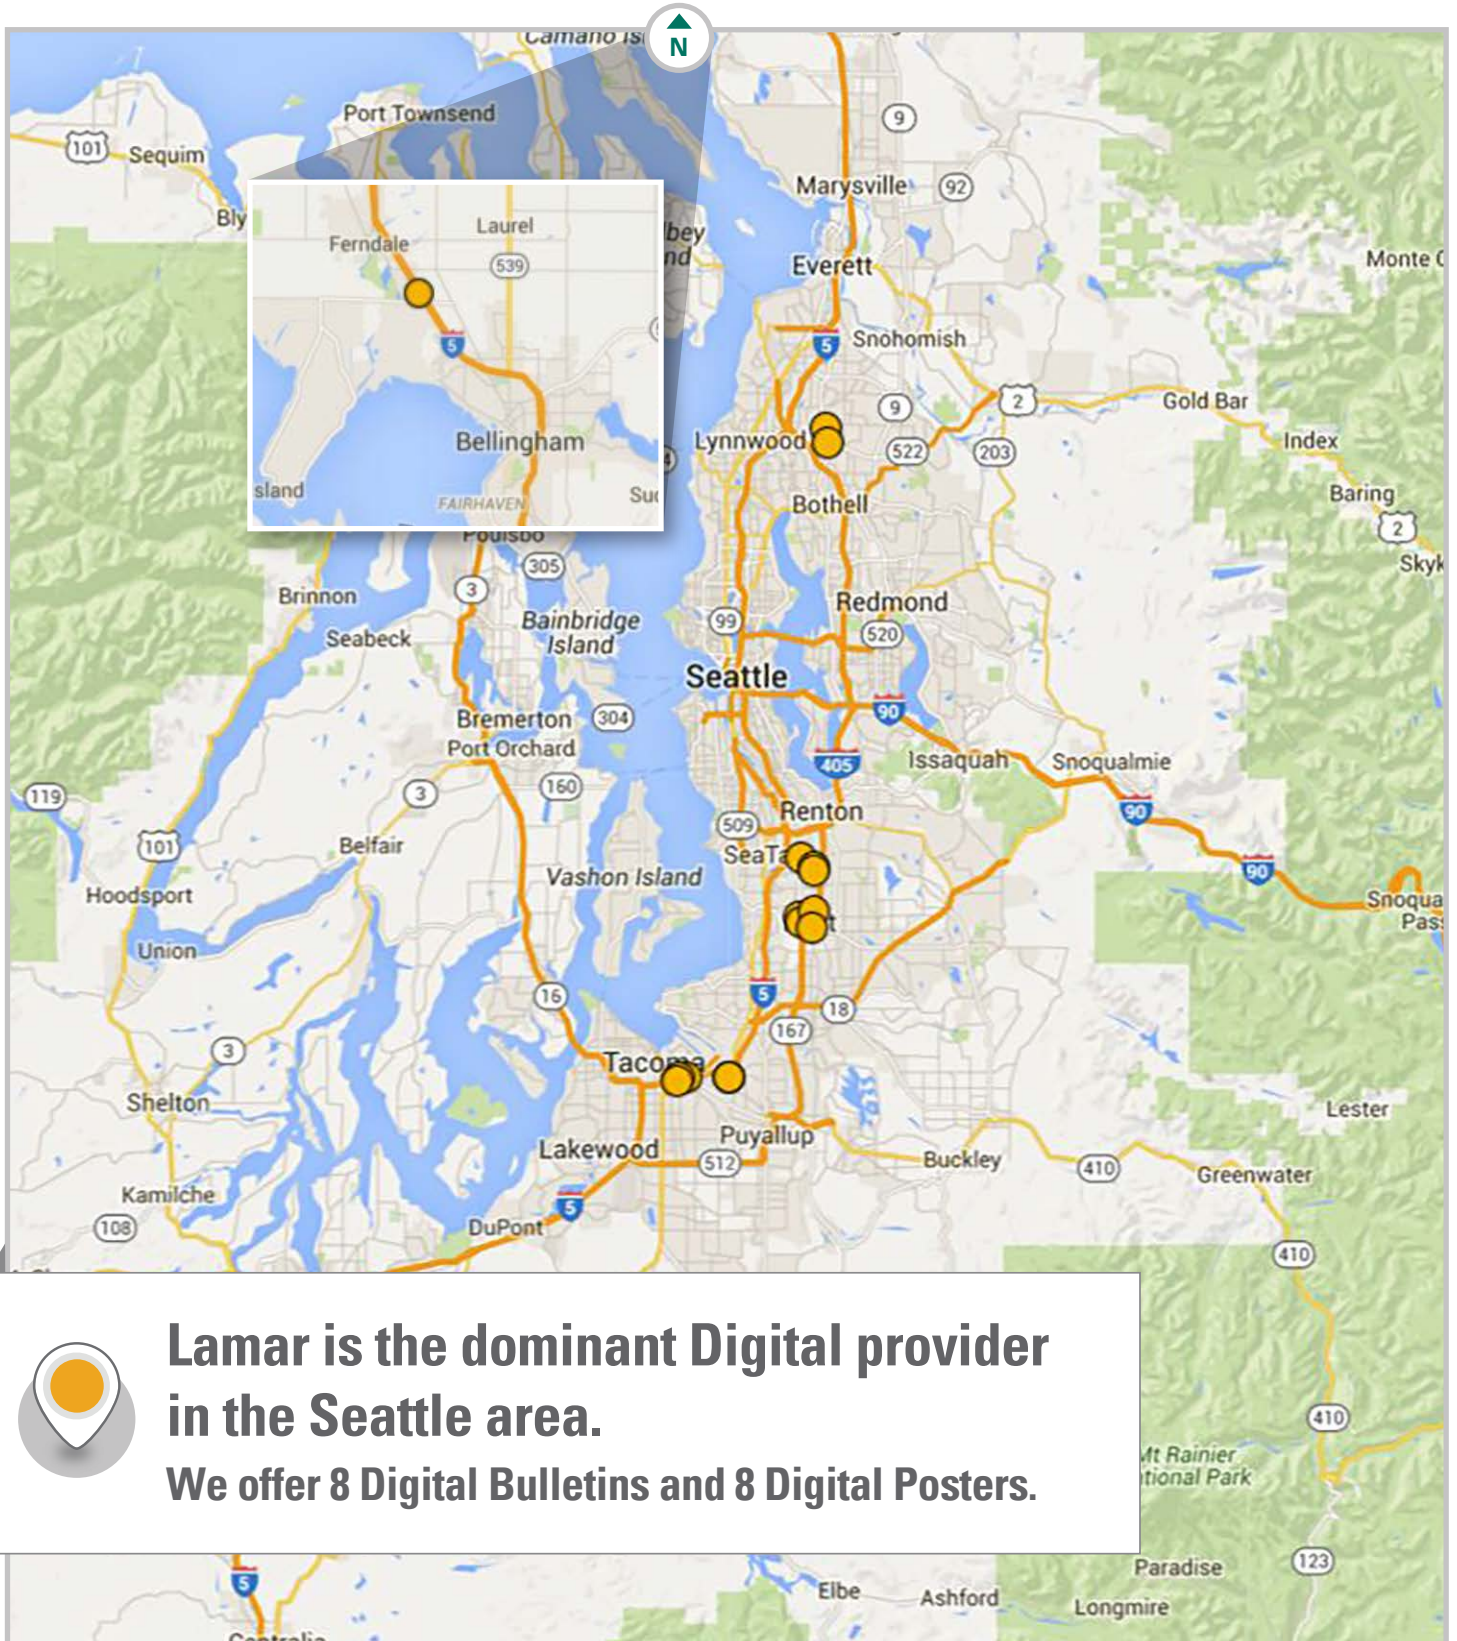 N
Port Townsend
9
101
Sequim
Marysville
92
Bly
Laurel
Ferndale
539
Everett
5
5
Snohomish
9
2
Gold Bar
Bellingham
Lynnwood
522
203
Index
FAIRHAVEN
Bothell
Baring
2
Poulsbo
305
Brinnon
3
Redmond
Bainbridge
Island
99
520
Seabeck
Seattle
Bremerton
304
90
Port Orchard
405
Issaquah
Snoqualmie
119
3
160
Renton
90
101
Belfair
509
90
Hoodsport
Vashon Island
Union
16
5
18
167
3
Tacoma
Shelton
Lester
Lakewood
Puyallup
512
Buckley
410
Greenwater
Kamilche
5
108
DuPont
410
Lamar is the dominant Digital provider
in the Seattle area.
We offer 8 Digital Bulletins and 8 Digital Posters.
410
Mt Rainier
5
Paradise
123
Elbe
Ashford
Longmire